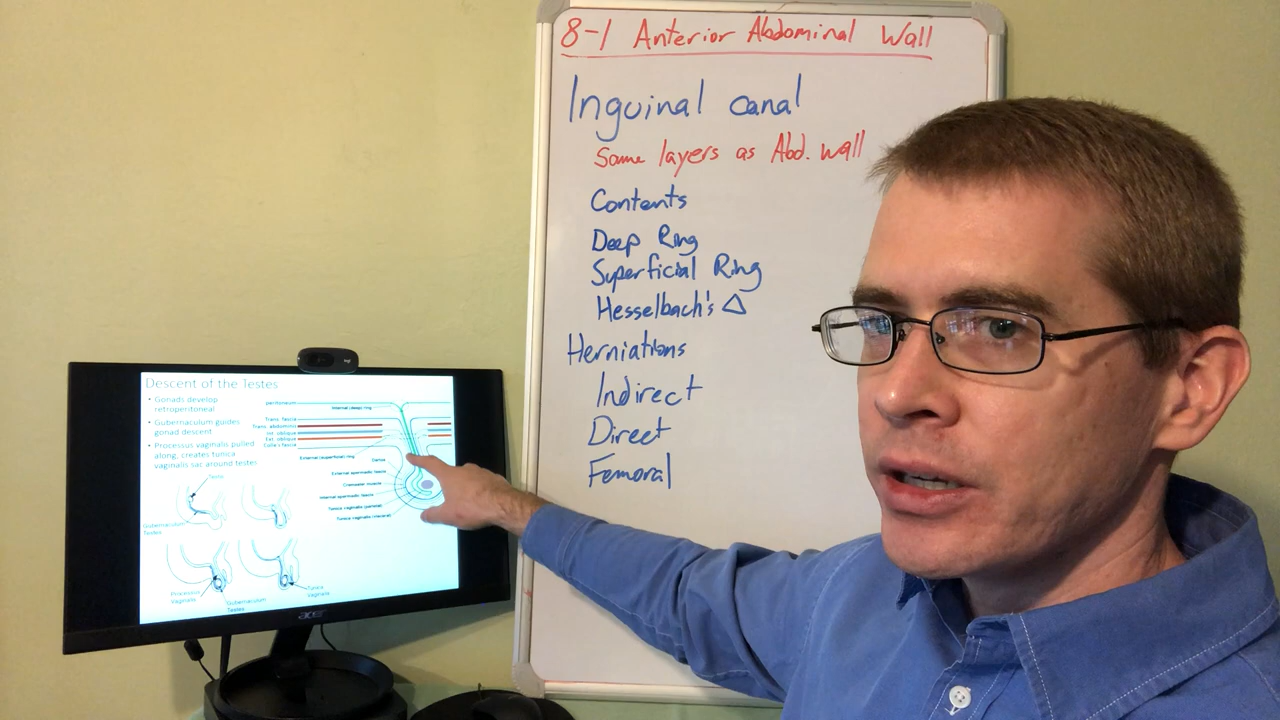 8-1 Anterior Abdominal Wall
Inguinal canal
Same layers as Abd. wall
Contents
Deep Ring
Superficial Ring
Hesselbach's △
Herniations
Indirect
Direct
Femoral
Descent of the Testes
• Gonads develop
retroperitoneal
• Gubernaculum guides
gonad descent
• Processus vaginalis pulled
along, creates tunica
vaginalis sac around testes
peritoneum
Internal (deep) ring
Trans. fascia
Trans. abdominis
Int. oblique
Ext. oblique
Colle's fascia
External (superficial) ring
Dartos
External spermatic fascia
Cremaster muscle
Internal spermatic fascia
Tunica vaginalis (parietal)
Tunica vaginalis (visceral)
Testis
Gubernaculum
Testes
Processus
Vaginalis
Gubernaculum
Testes
Tunica
Vaginalis
acer
logi